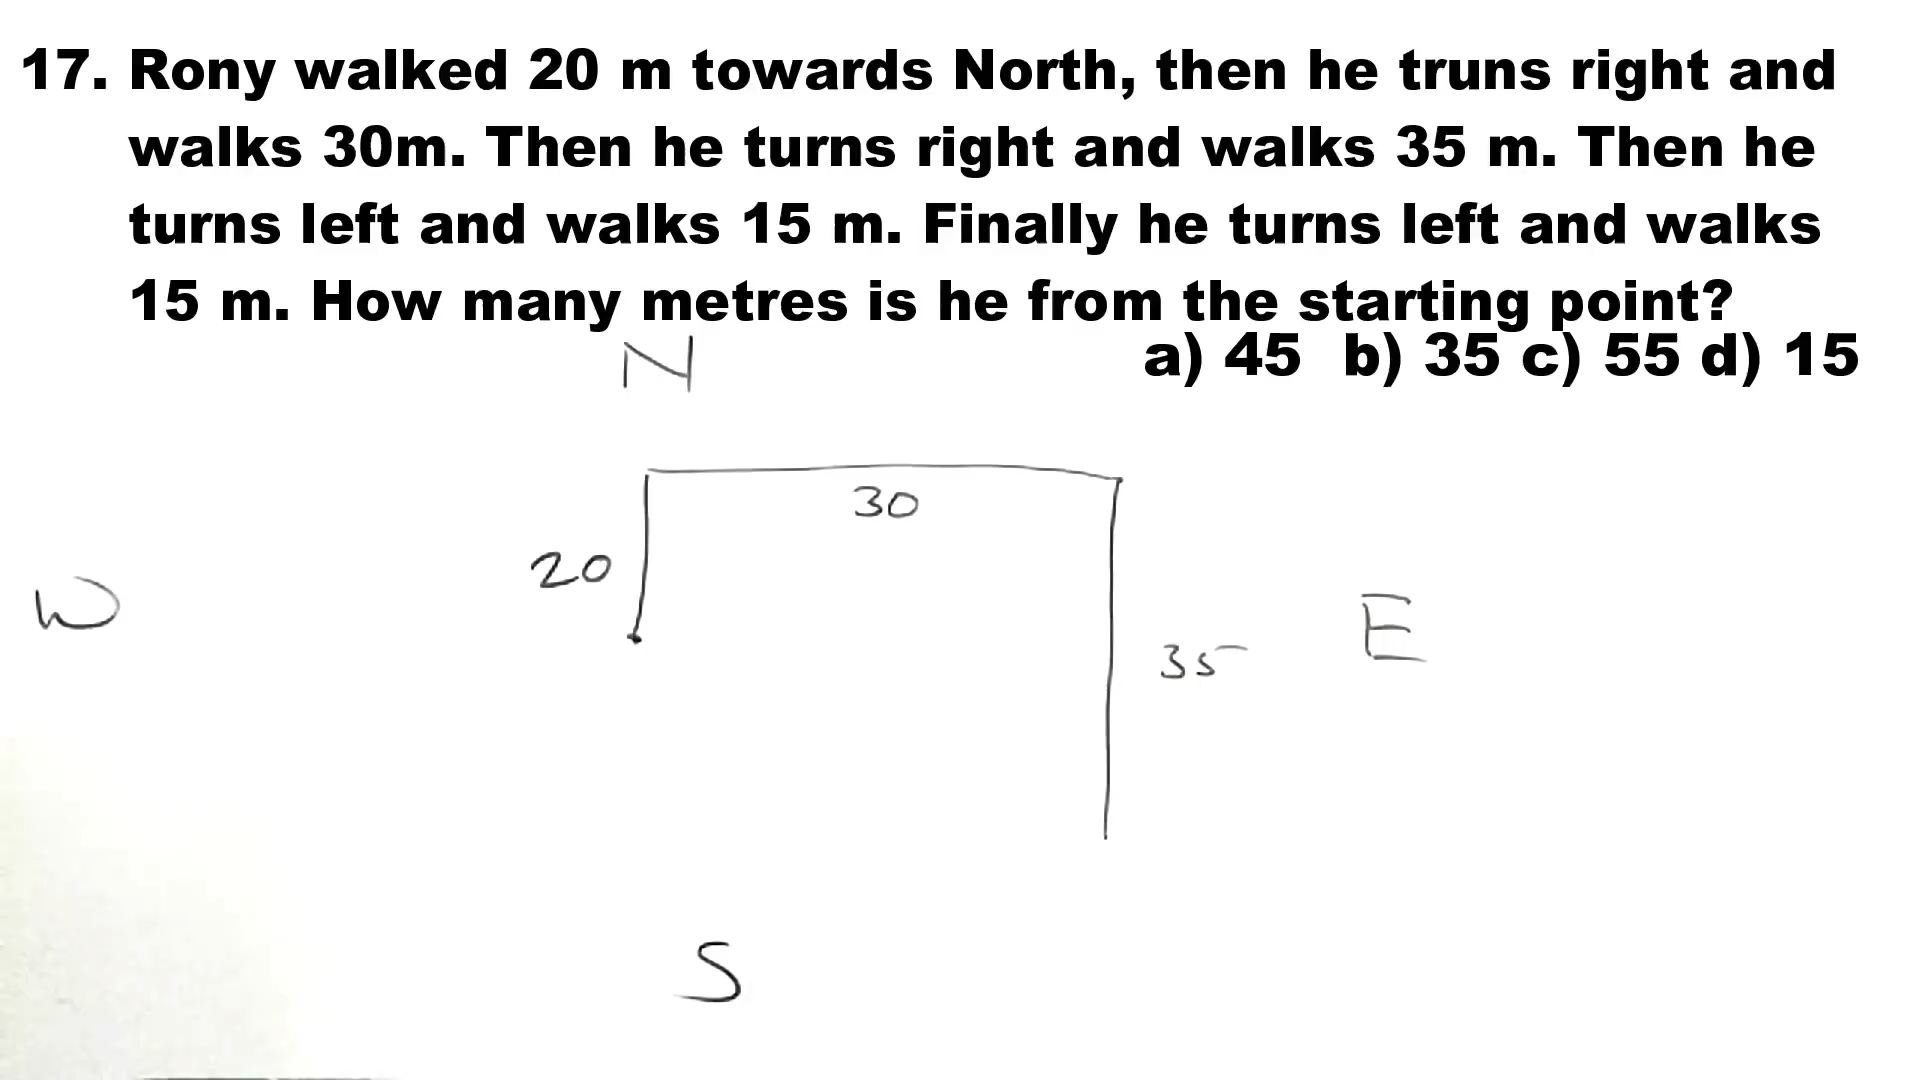 17. Rony walked 20 m towards North, then he truns right and
walks 30m. Then he turns right and walks 35 m. Then he
turns left and walks 15 m. Finally he turns left and walks
15 m. How many metres is he from the starting point?
a) 45 b) 35 c) 55 d) 15
N
30
20
W
E
35
S